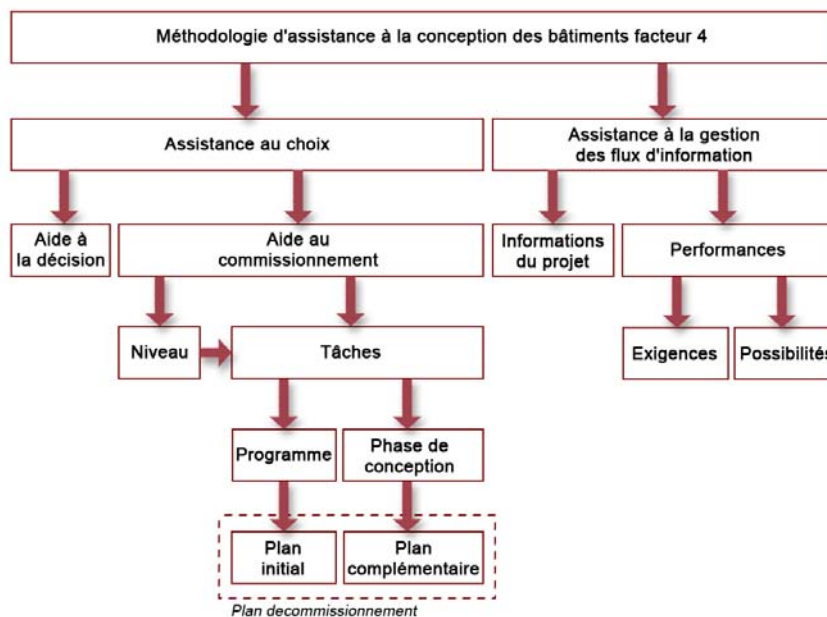 Méthodologie d'assistance à la conception des bâtiments facteur 4
Assistance au choix
Assistance à la gestion
des flux d'information
Aide à
la décision
Aide au
commissionnement
Informations
du projet
Performances
Niveau
Tâches
Exigences
Possibilités
Programme
Phase de
conception
Plan
initial
Plan
complémentaire
Plan decommissionnement